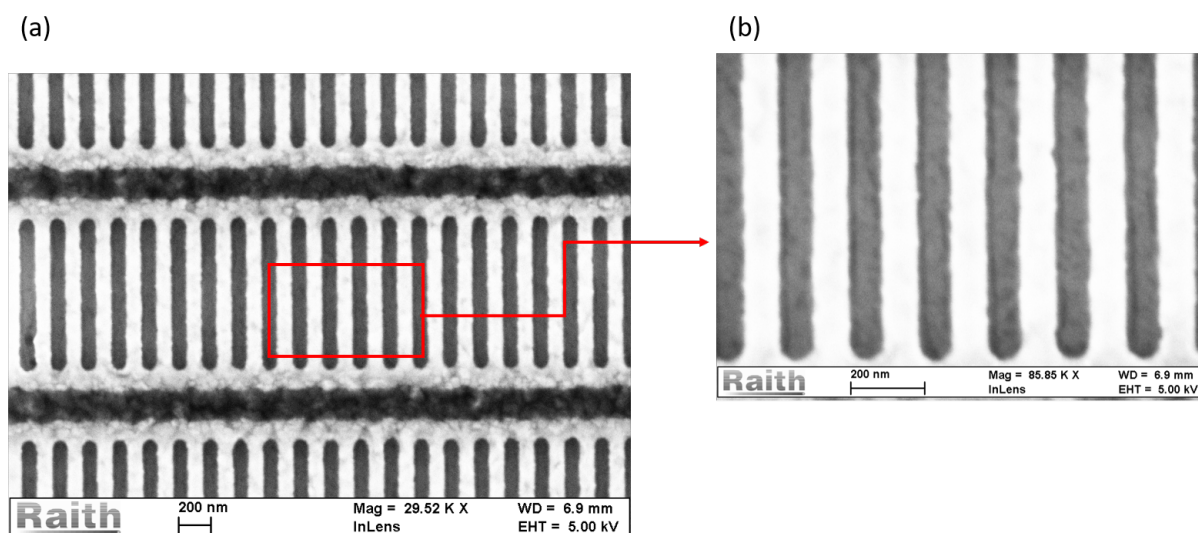 (a)
(b)
Raith
200 nm
Mag = 29.52 K X
WD = 6.9 mm
InLens
EHT = 5.00 kV
Raith
200 nm
Mag = 85.85 K X
WD = 6.9 mm
InLens
EHT = 5.00 kV